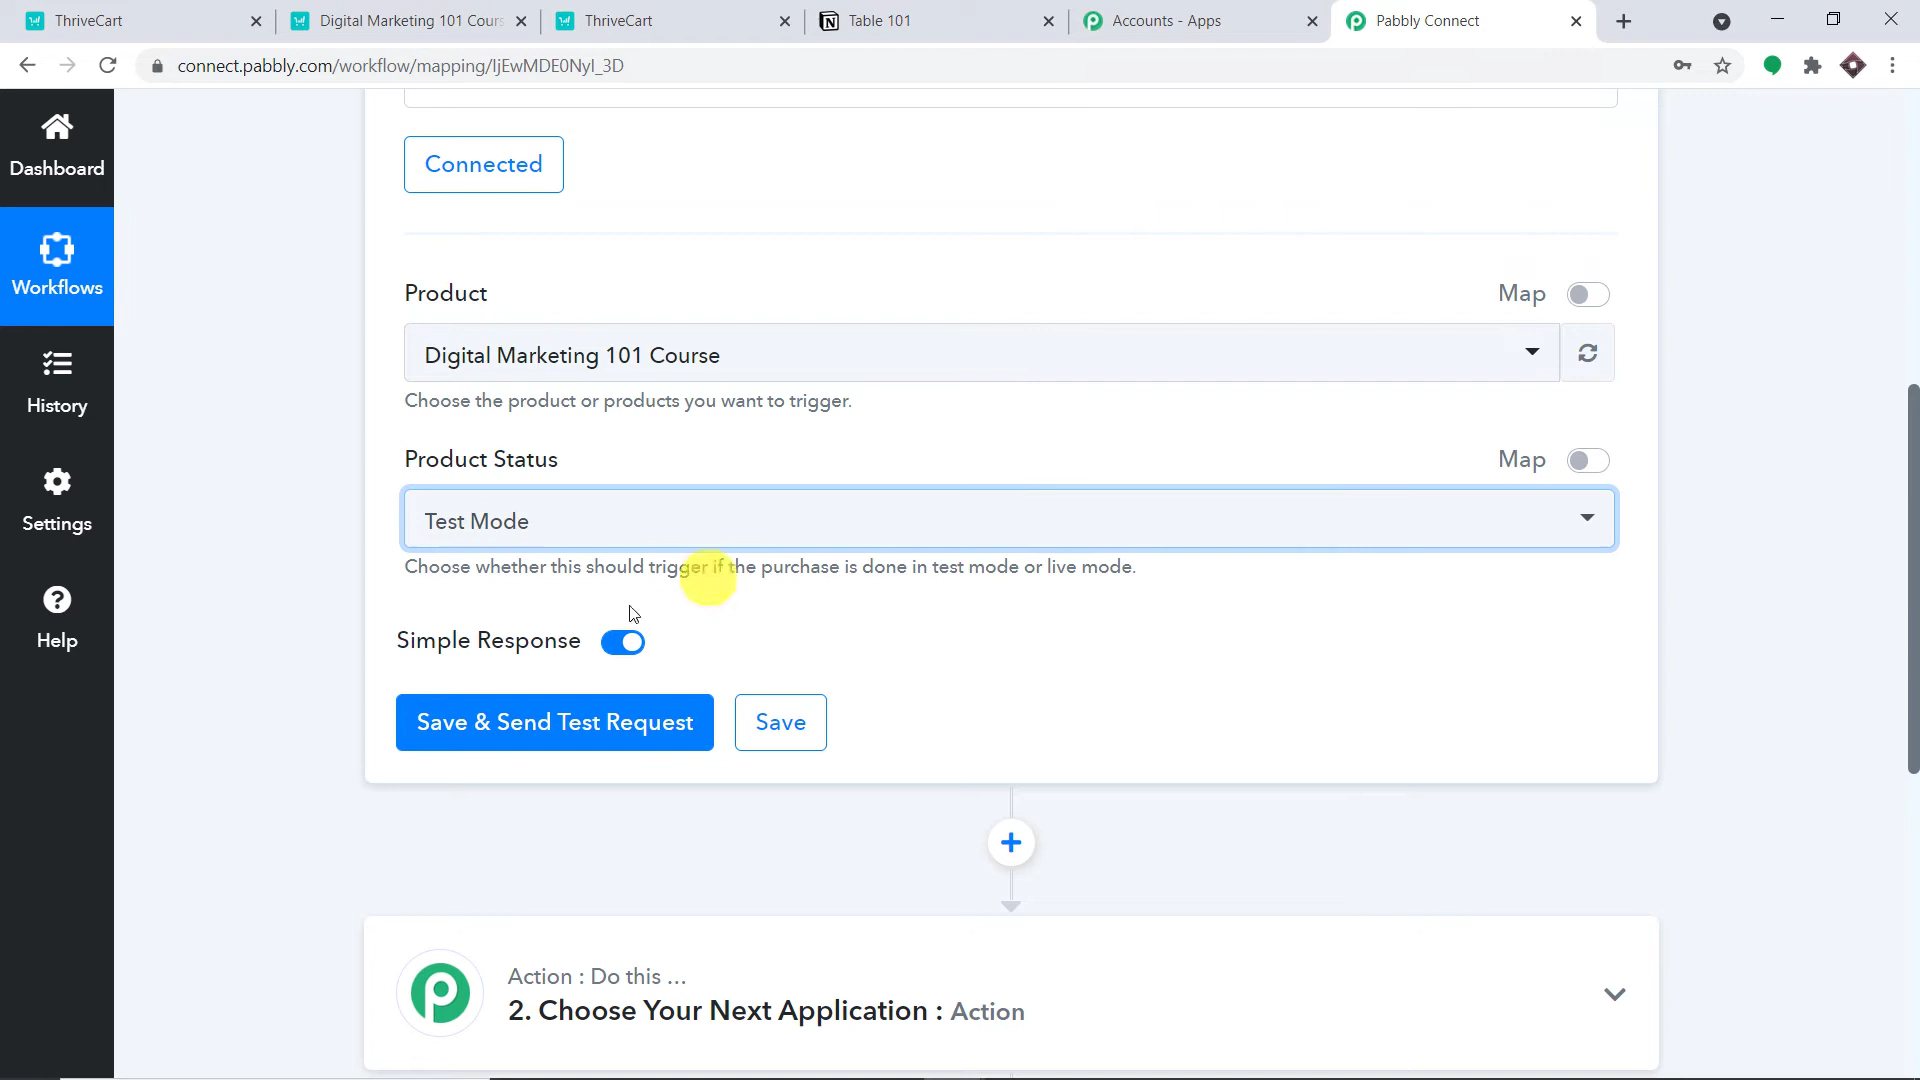 ThriveCart
Digital Marketing 101 Cours
ThriveCart
Table 101
Accounts - Apps
Pabbly Connect
connect.pabbly.com/workflow/mapping/IjEwMDE0NyI_3D
Dashboard
Workflows
History
Settings
Help
Connected
Product
Map
Digital Marketing 101 Course
Choose the product or products you want to trigger.
Product Status
Map
Test Mode
Choose whether this should trigger if the purchase is done in test mode or live mode.
Simple Response
Save & Send Test Request
Save
Action : Do this ...
2. Choose Your Next Application : Action